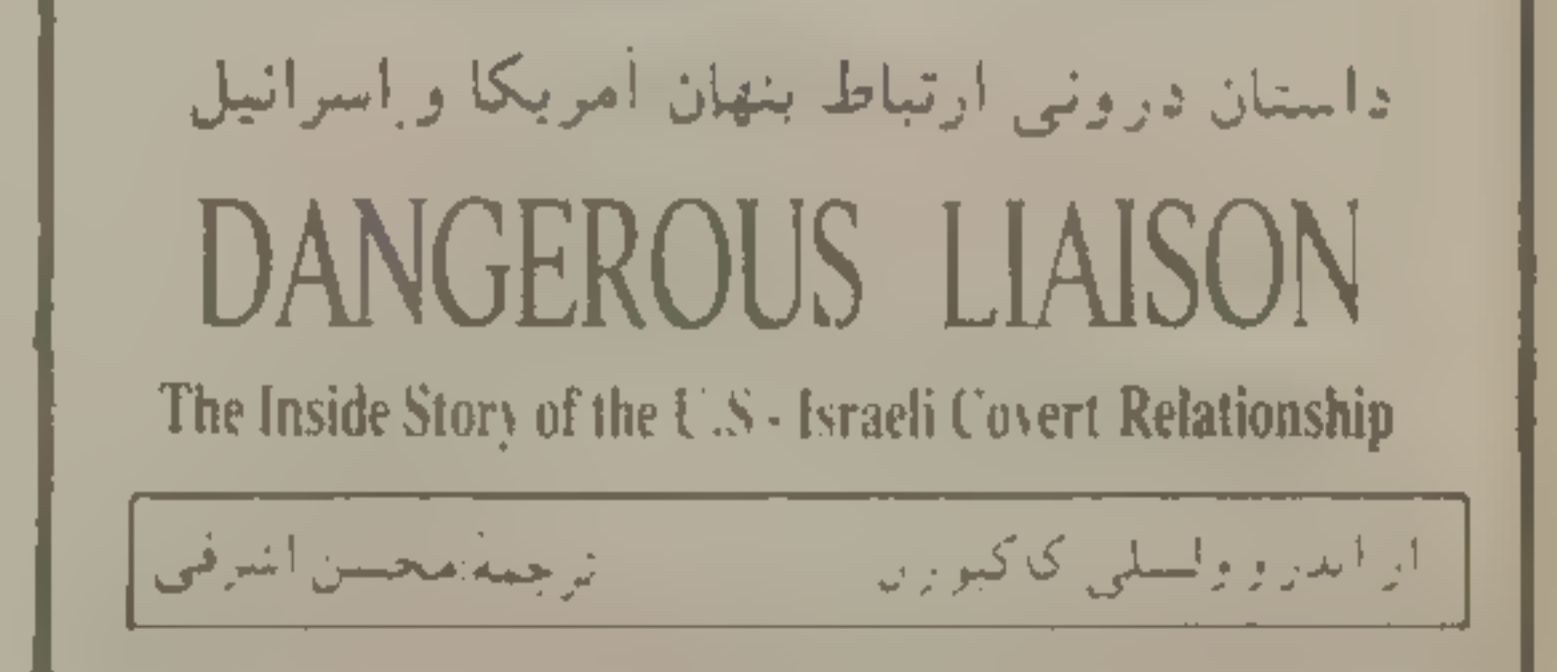 داستان درونی ارتباط پنهان آمریکا و اسرائیل
DANGEROUS LIAISON
The Inside Story of the U.S - Israeli Covert Relationship
از اندرو و لسلی ک کبورن ترجمهٔ: محسن اشرفی